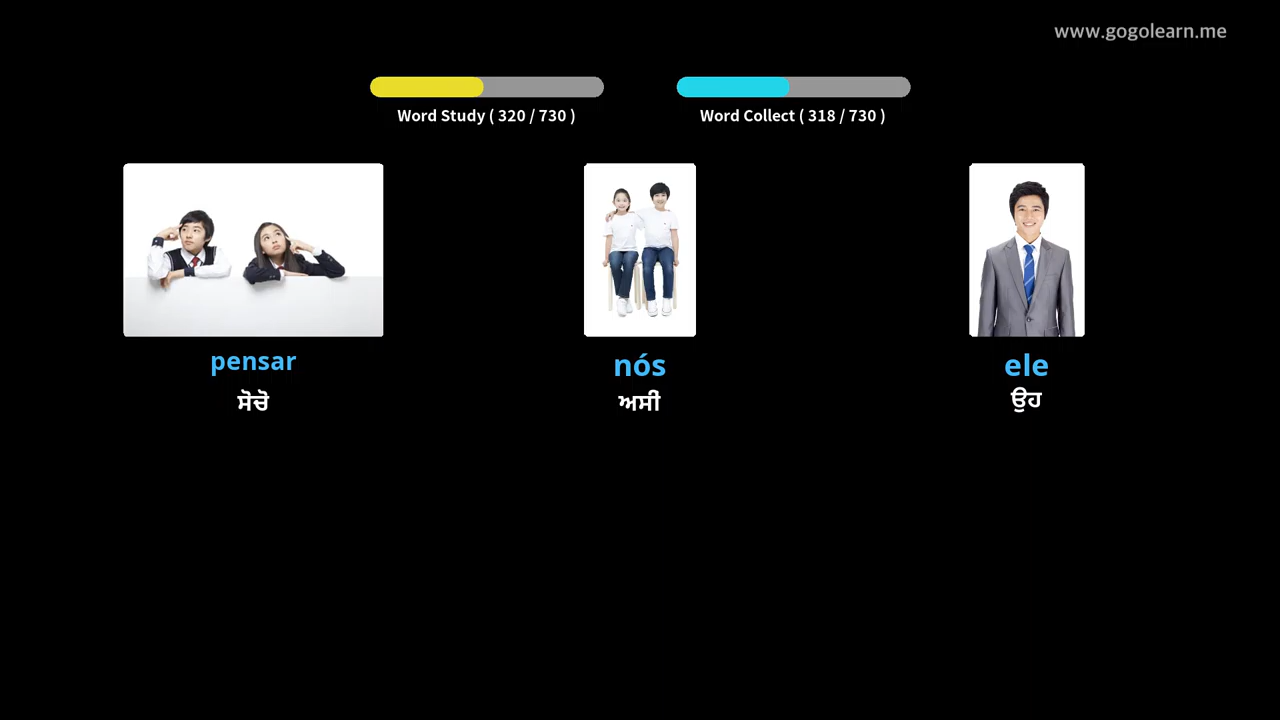 www.gogolearn.me
Word Study ( 320 / 730 )
Word Collect ( 318 / 730 )
pensar
ਸੋਚੋ
nós
ਅਸੀਂ
ele
ਉਹ